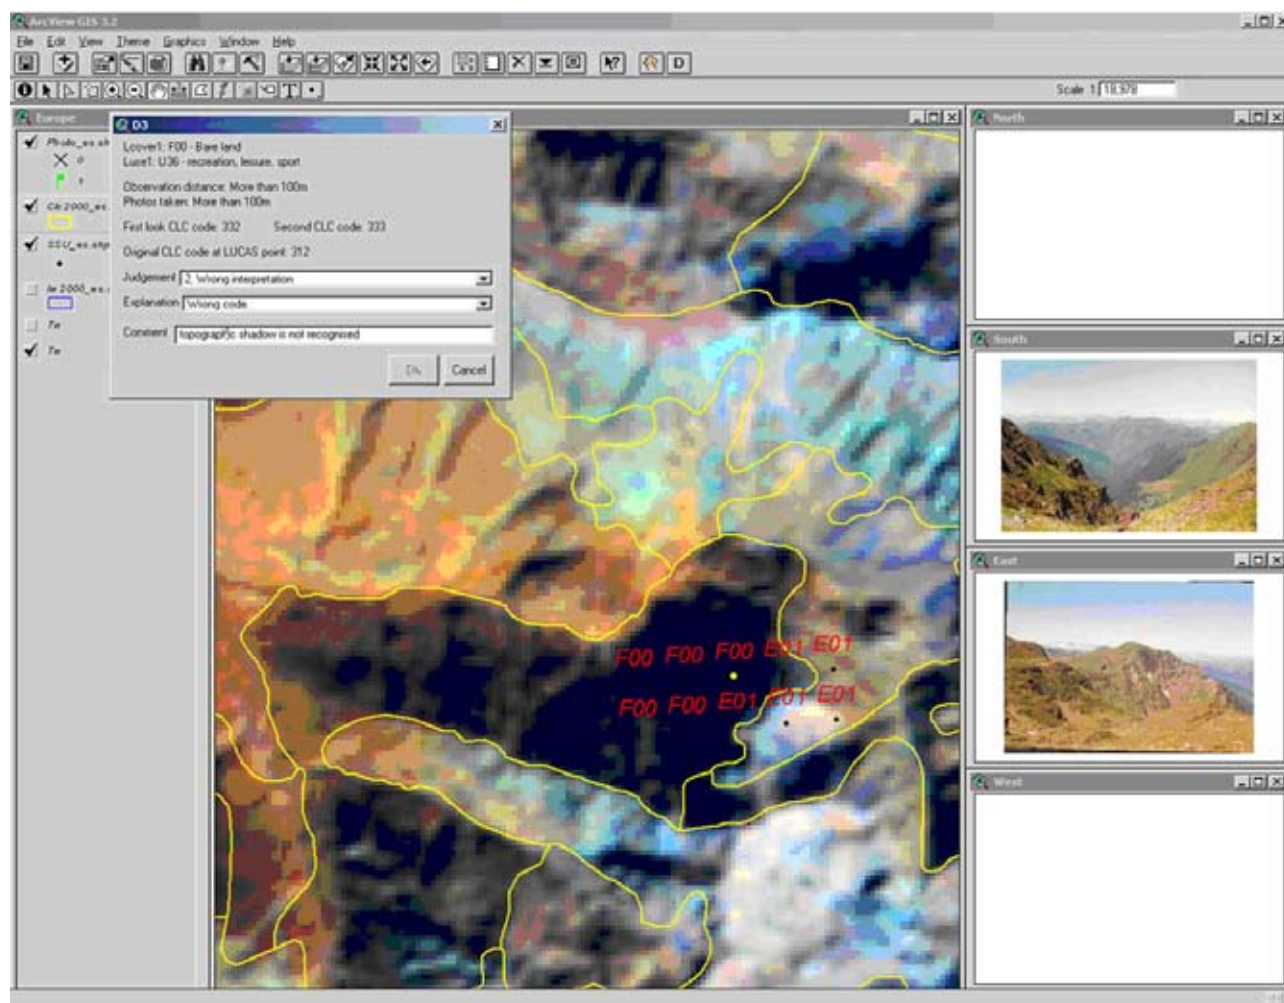 ArcView GIS 3.2
File Edit View Theme Graphics Window Help
Scale 1: 18,978
Europe
0
1
D3
Lcover1: F00 - Bare land
Luse1: U36 - recreation, leisure, sport
Observation distance: More than 100m
Photos taken: More than 100m
First look CLC code: 332 Second CLC code: 333
Original CLC code at LUCAS point: 312
Judgement 2. Wrong interpretation
Explanation Wrong code
Comment topographic shadow is not recognised
Ok Cancel
F00 F00 F00 E01 E01
F00 F00 E01 E01 E01
North
South
East
West